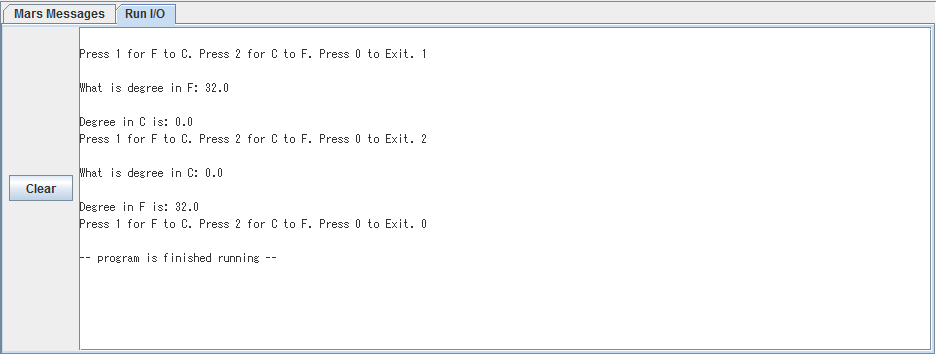 Mars Messages Run I/O
Press 1 for F to C. Press 2 for C to F. Press 0 to Exit. 1
What is degree in F: 32.0
Degree in C is: 0.0
Press 1 for F to C. Press 2 for C to F. Press 0 to Exit. 2
What is degree in C: 0.0
Clear
Degree in F is: 32.0
Press 1 for F to C. Press 2 for C to F. Press 0 to Exit. 0
-- program is finished running --